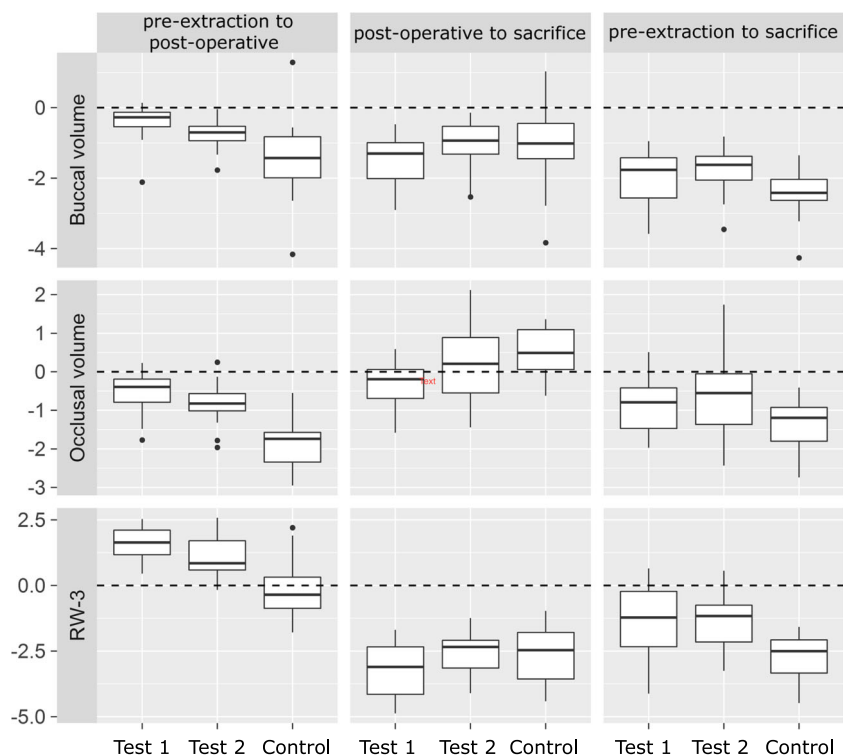 pre-extraction to
post-operative
post-operative to sacrifice
pre-extraction to sacrifice
Buccal volume
0
-2
-4
Occlusal volume
2
1
0
-1
-2
-3
text
RW-3
2.5
0.0
-2.5
-5.0
Test 1 Test 2 Control
Test 1 Test 2 Control
Test 1 Test 2 Control